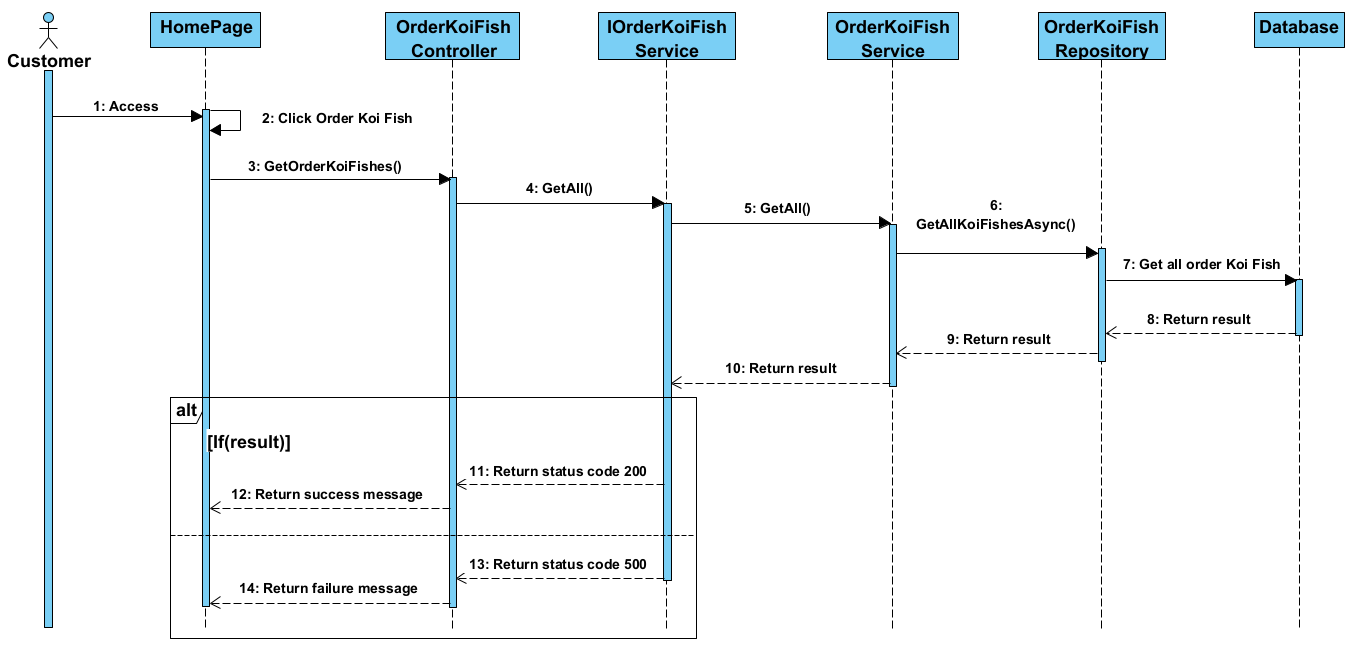 Customer
HomePage
OrderKoiFish
Controller
IOrderKoiFish
Service
OrderKoiFish
Service
OrderKoiFish
Repository
Database
1: Access
2: Click Order Koi Fish
3: GetOrderKoiFishes()
4: GetAll()
5: GetAll()
6:
GetAllKoiFishesAsync()
7: Get all order Koi Fish
8: Return result
9: Return result
10: Return result
alt
[If(result)]
11: Return status code 200
12: Return success message
13: Return status code 500
14: Return failure message